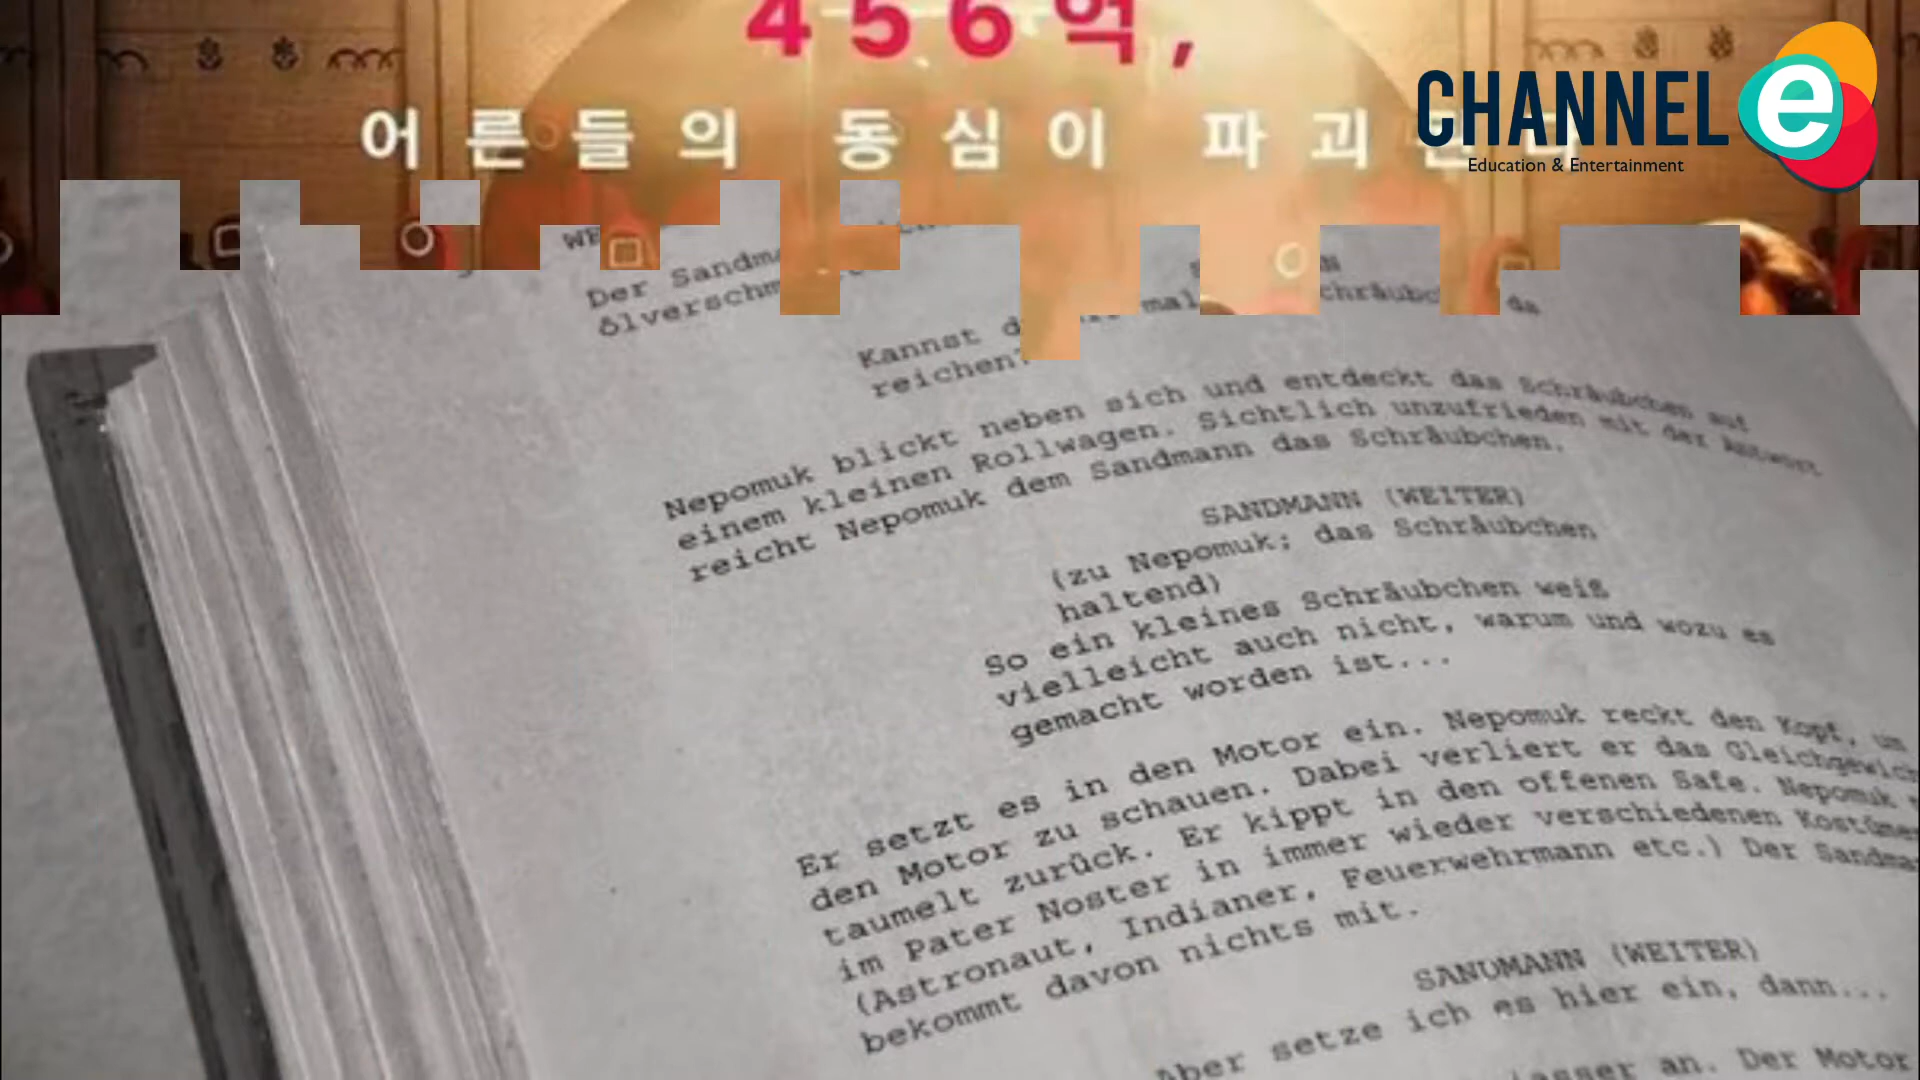 456억,
어른들의 동심이 파괴
CHANNEL e
Education & Entertainment
Der
Kannst
reichen?
Nepomuk blickt neben sich und entdeckt das Schräubchen auf
einem kleinen Rollwagen. Sichtlich unzufrieden mit der Antwort
reicht Nepomuk dem Sandmann das Schräubchen.
SANDMANN (WEITER)
(zu Nepomuk; das Schräubchen
haltend)
So ein kleines Schräubchen weiß
vielleicht auch nicht, warum und wozu es
gemacht worden ist...
Er setzt es in den Motor ein. Nepomuk reckt den Kopf, um
den Motor zu schauen. Dabei verliert er das
taumelt zurück. Er kippt in den offenen Safe. Nepomuk
im Pater Noster in immer wieder verschiedenen
(Astronaut, Indianer, Feuerwehrmann etc.) Der
bekommt davon nichts mit.
SANDMANN (WEITER)
Aber setze ich es hier ein, dann...
an. Der Motor